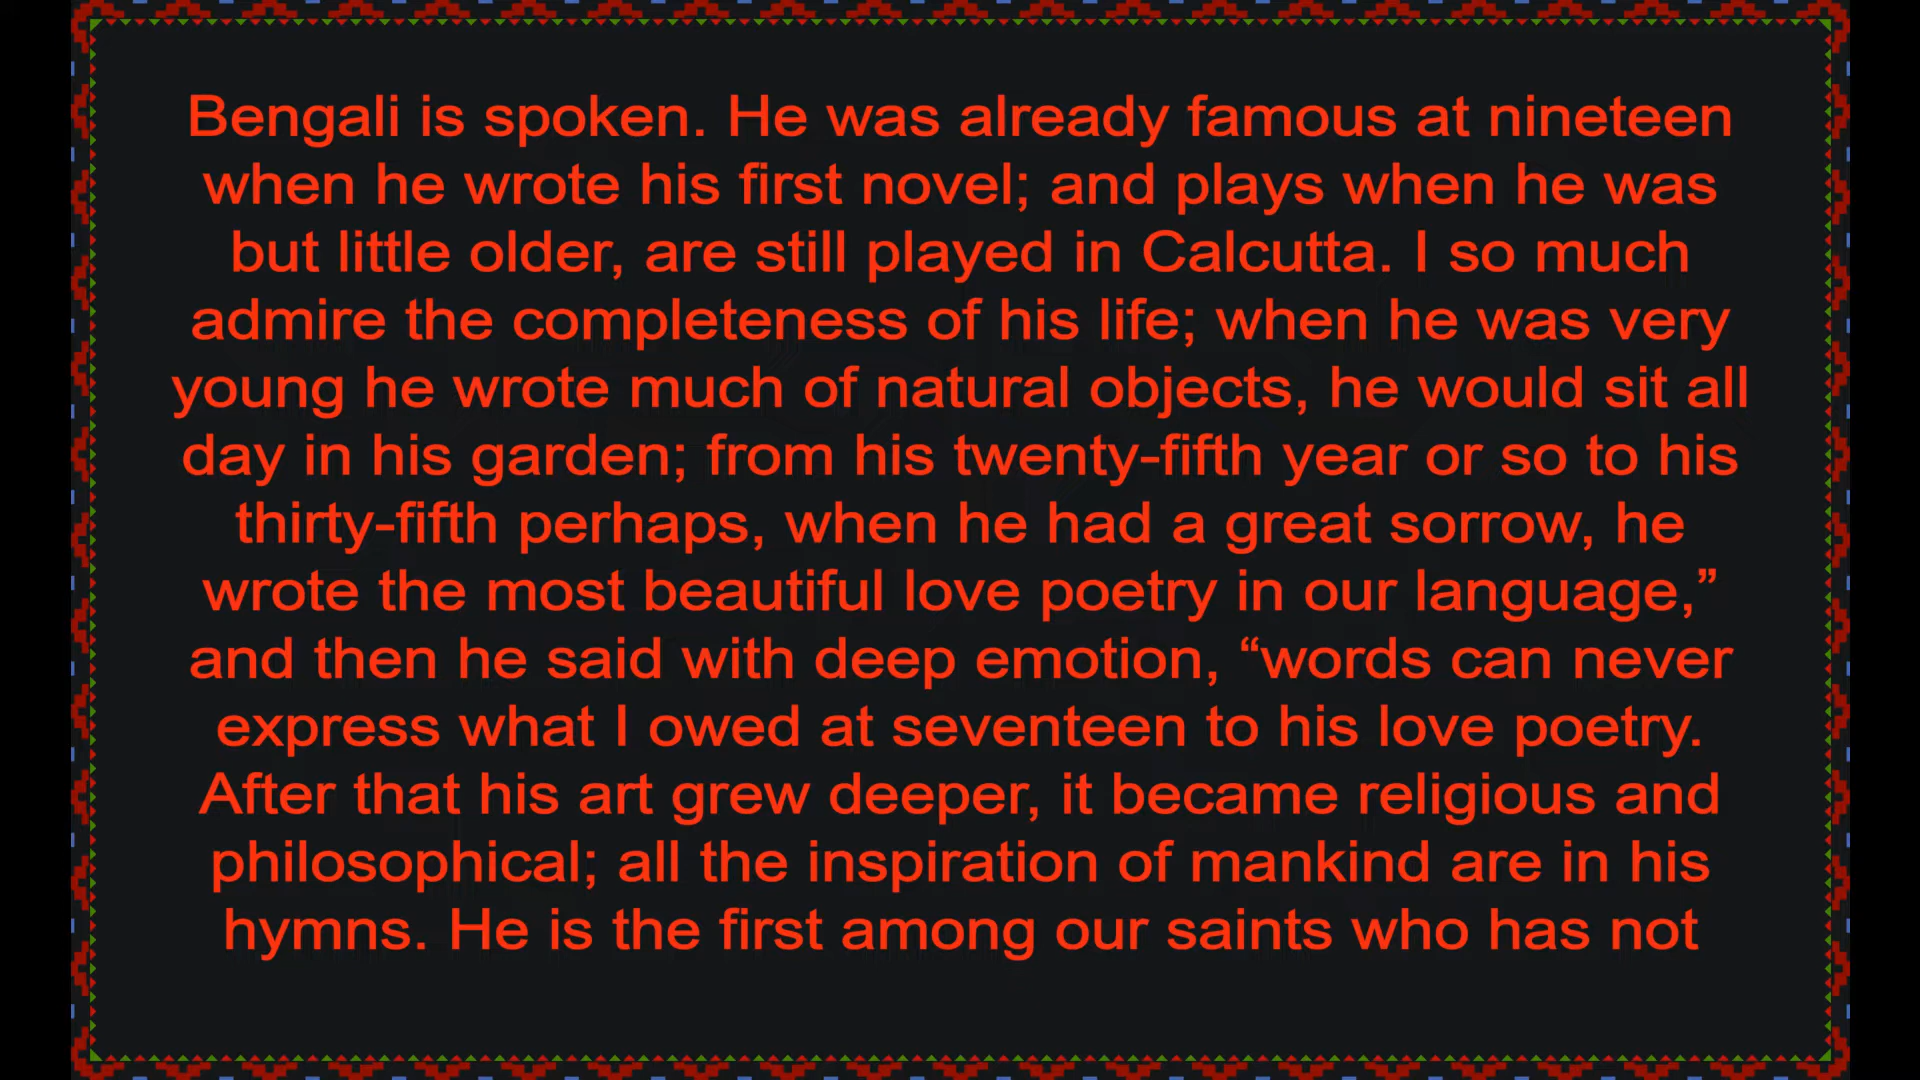 Bengali is spoken. He was already famous at nineteen
when he wrote his first novel; and plays when he was
but little older, are still played in Calcutta. I so much
admire the completeness of his life; when he was very
young he wrote much of natural objects, he would sit all
day in his garden; from his twenty-fifth year or so to his
thirty-fifth perhaps, when he had a great sorrow, he
wrote the most beautiful love poetry in our language,”
and then he said with deep emotion, “words can never
express what I owed at seventeen to his love poetry.
After that his art grew deeper, it became religious and
philosophical; all the inspiration of mankind are in his
hymns. He is the first among our saints who has not